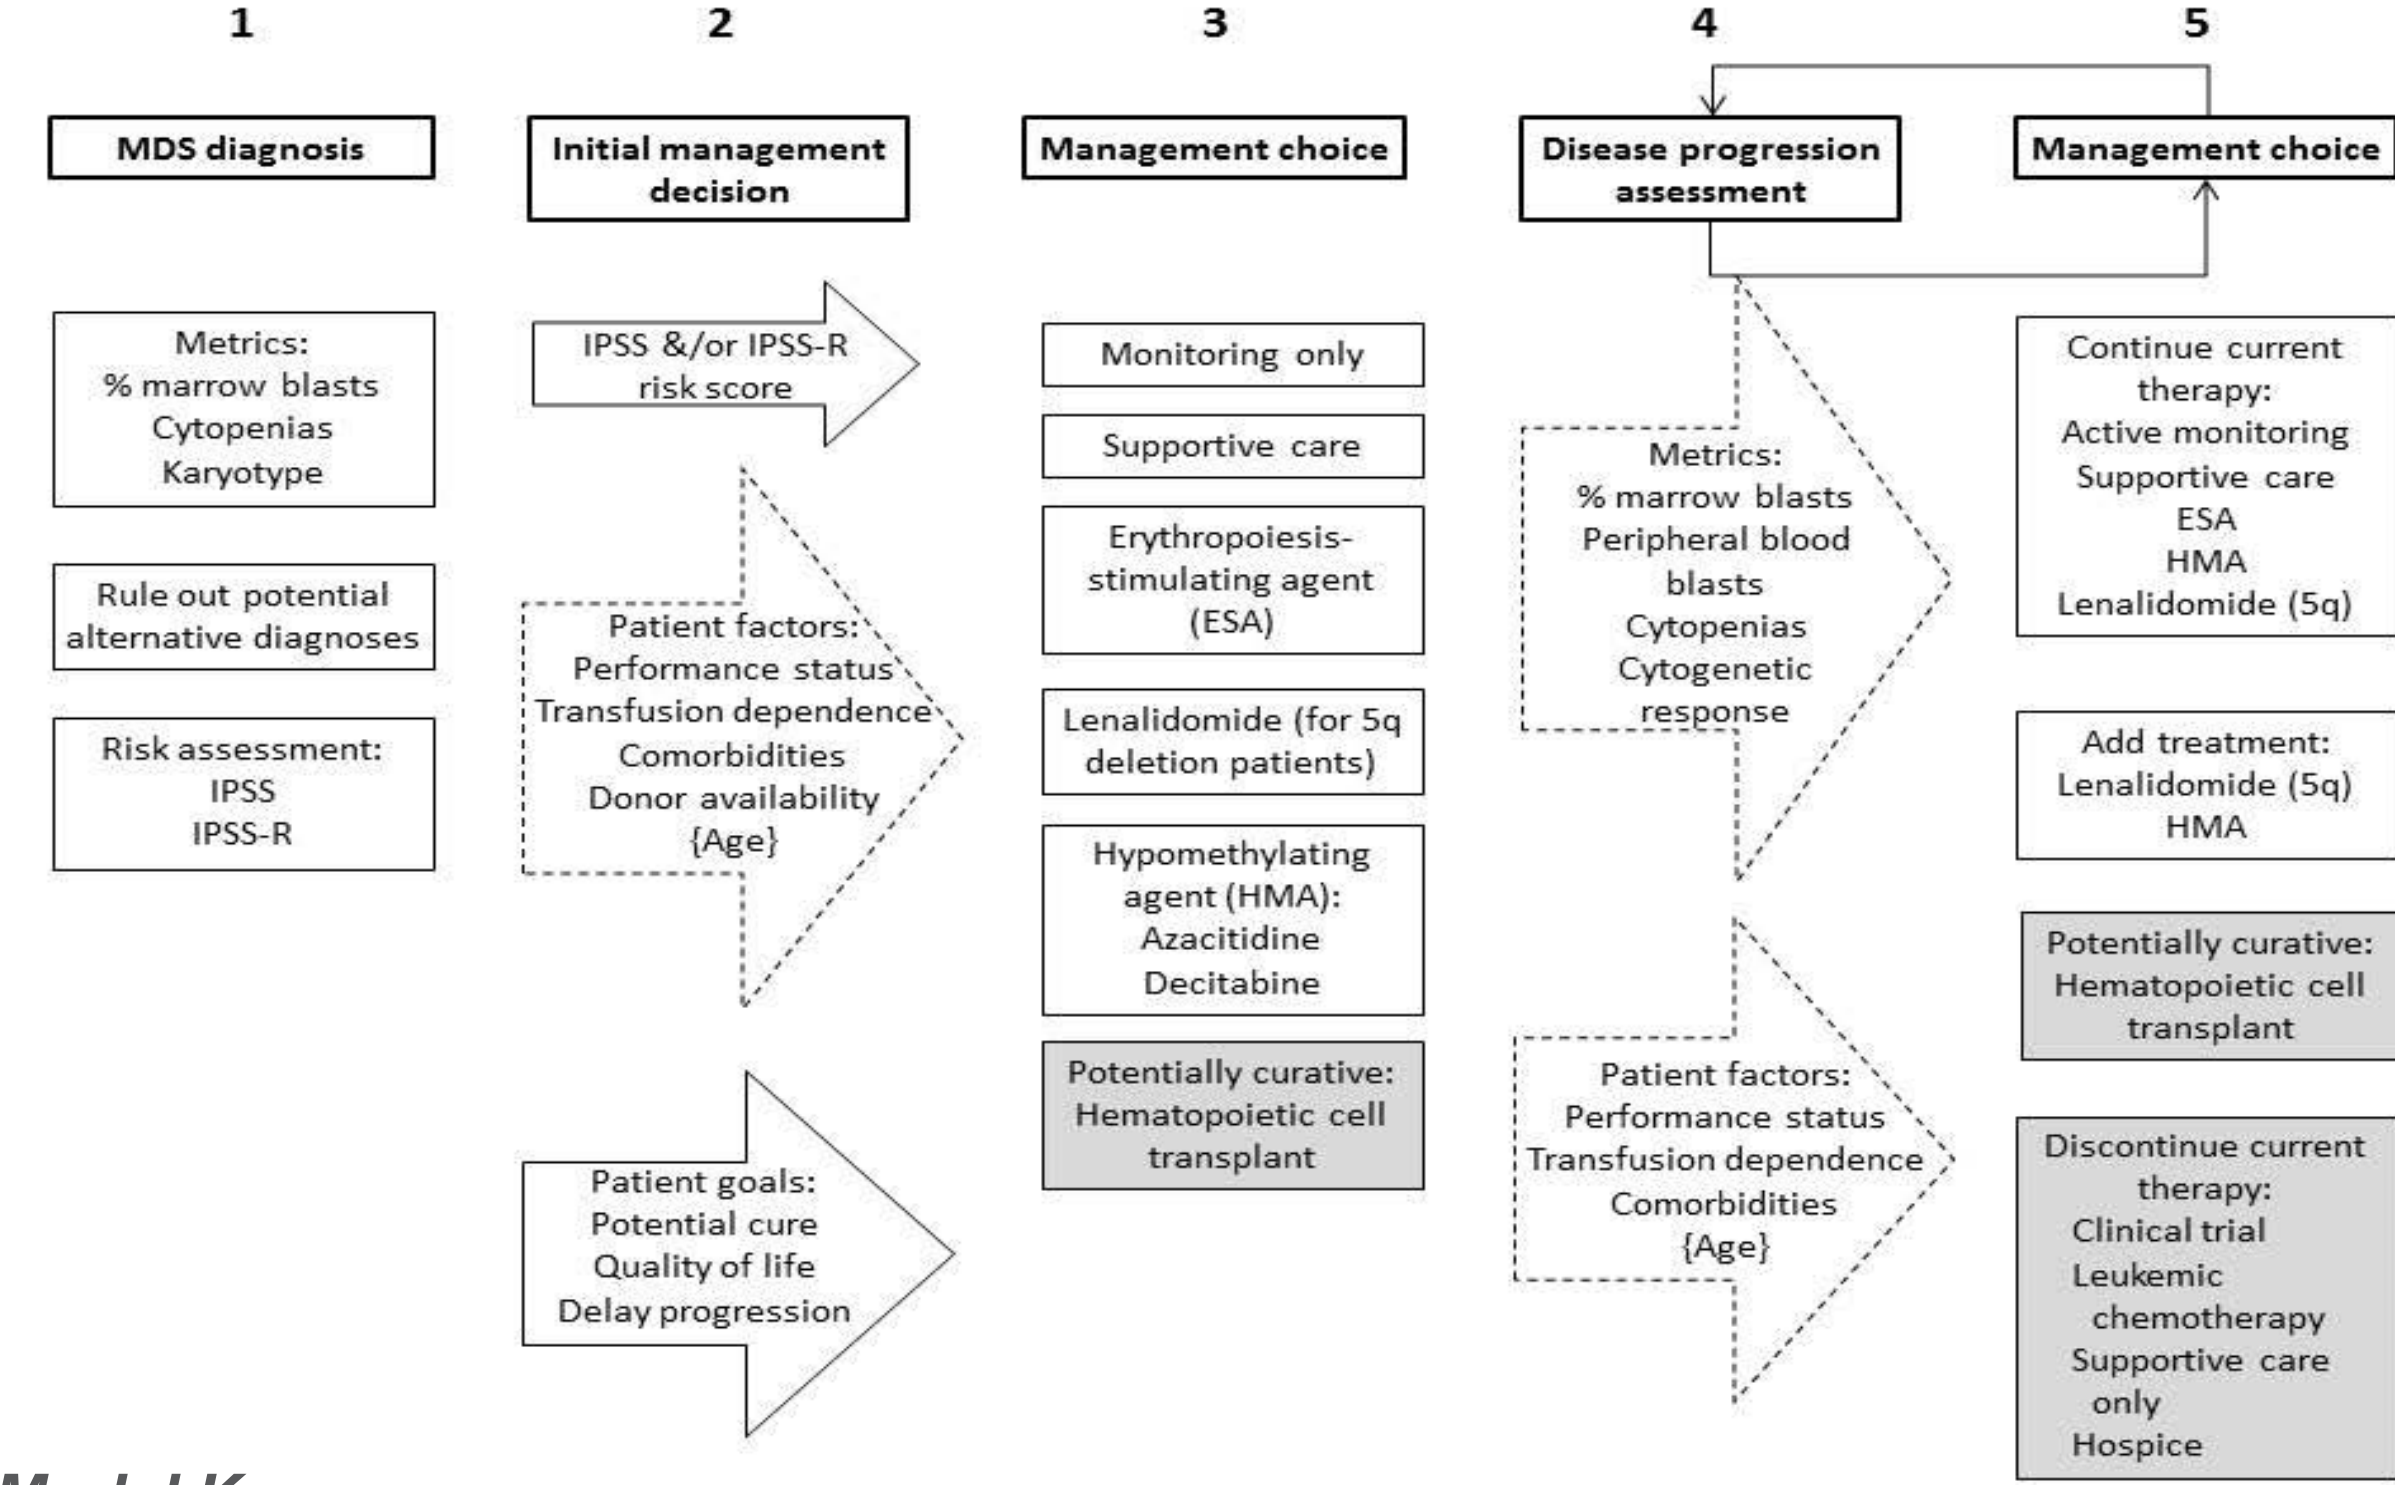 1
MDS diagnosis
Metrics:
% marrow blasts
Cytopenias
Karyotype
Rule out potential
alternative diagnoses
Risk assessment:
IPSS
IPSS-R
2
Initial management
decision
IPSS &/or IPSS-R
risk score
Patient factors:
Performance status
Transfusion dependence
Comorbidities
Donor availability
{Age}
Patient goals:
Potential cure
Quality of life
Delay progression
3
Management choice
Monitoring only
Supportive care
Erythropoiesis-
stimulating agent
(ESA)
Lenalidomide (for 5q
deletion patients)
Hypomethylating
agent (HMA):
Azacitidine
Decitabine
Potentially curative:
Hematopoietic cell
transplant
4
Disease progression
assessment
Metrics:
% marrow blasts
Peripheral blood
blasts
Cytopenias
Cytogenetic
response
Patient factors:
Performance status
Transfusion dependence
Comorbidities
{Age}
5
Management choice
Continue current
therapy:
Active monitoring
Supportive care
ESA
HMA
Lenalidomide (5q)
Add treatment:
Lenalidomide (5q)
HMA
Potentially curative:
Hematopoietic cell
transplant
Discontinue current
therapy:
Clinical trial
Leukemic
chemotherapy
Supportive care
only
Hospice